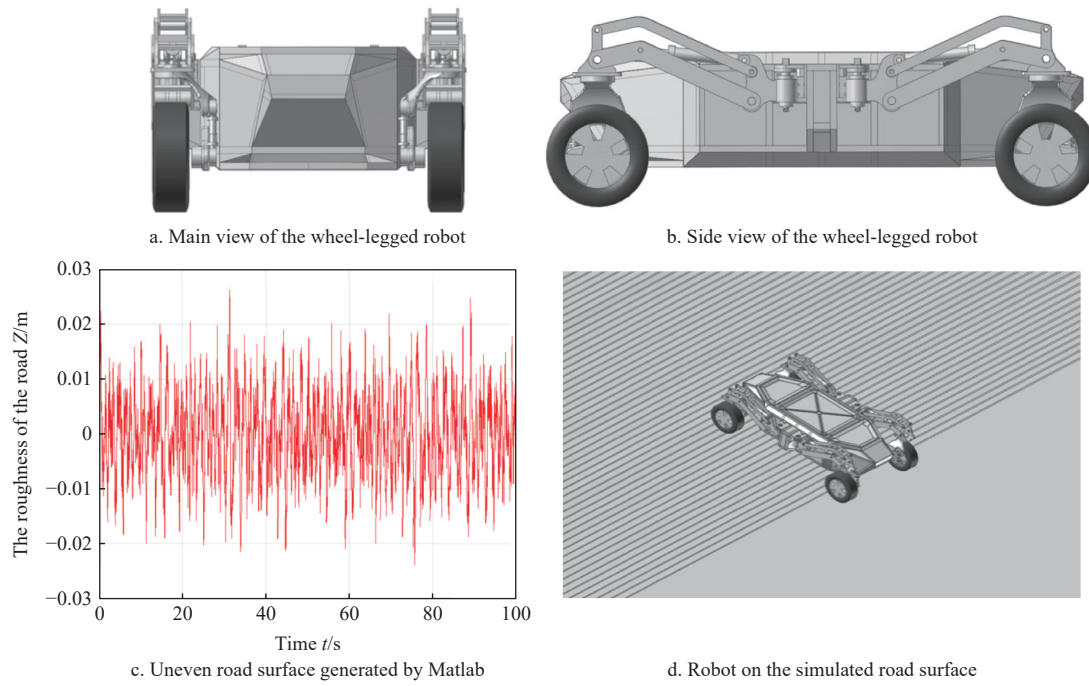 a. Main view of the wheel-legged robot
b. Side view of the wheel-legged robot
The roughness of the road Z/m
0.03
0.02
0.01
0
−0.01
−0.02
−0.03
0
20
40
60
80
100
Time t/s
c. Uneven road surface generated by Matlab
d. Robot on the simulated road surface